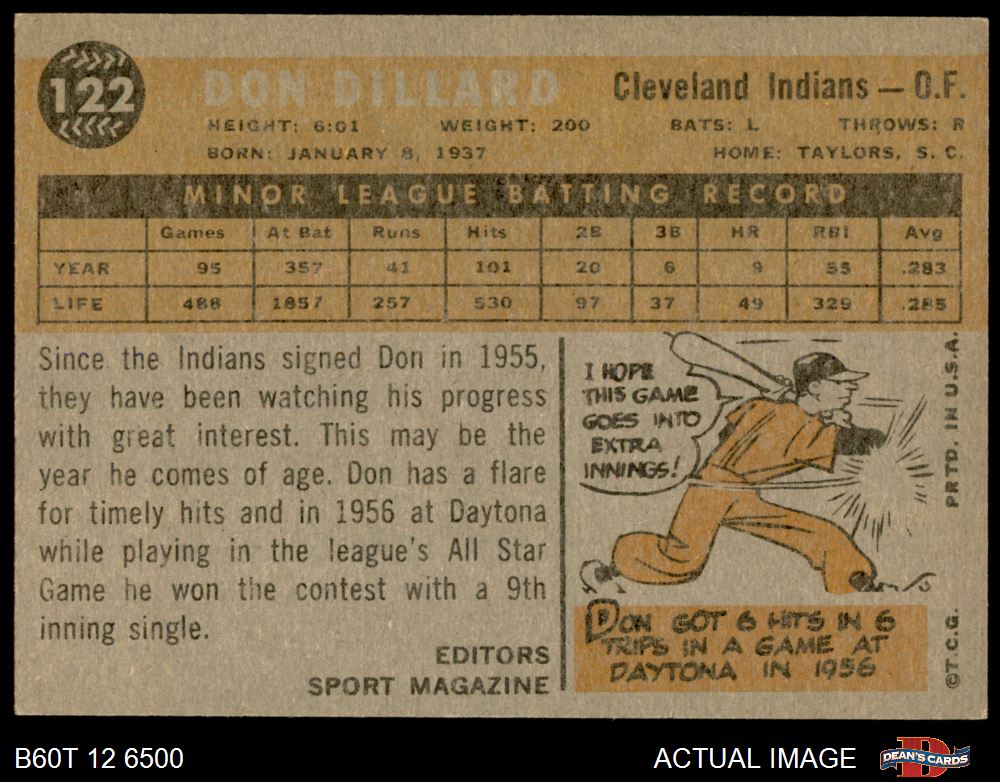 122
DON DILLARD
Cleveland Indians — O.F.
HEIGHT: 6:01 WEIGHT: 200 BATS: L THROWS: R
BORN: JANUARY 8, 1937 HOME: TAYLORS, S. C.
MINOR LEAGUE BATTING RECORD
Games At Bat Runs Hits 2B 3B HR RBI Avg
YEAR 95 357 41 101 20 6 9 55 .283
LIFE 488 1857 257 530 97 37 49 329 .285
Since the Indians signed Don in 1955,
they have been watching his progress
with great interest. This may be the
year he comes of age. Don has a flare
for timely hits and in 1956 at Daytona
while playing in the league's All Star
Game he won the contest with a 9th
inning single.
EDITORS
SPORT MAGAZINE
I HOPE
THIS GAME
GOES INTO
EXTRA
INNINGS!
DON GOT 6 HITS IN 6
TRIPS IN A GAME AT
DAYTONA IN 1956
©T.C.G. PRTD. IN U.S.A.
B60T 12 6500
ACTUAL IMAGE
DEAN'S CARDS